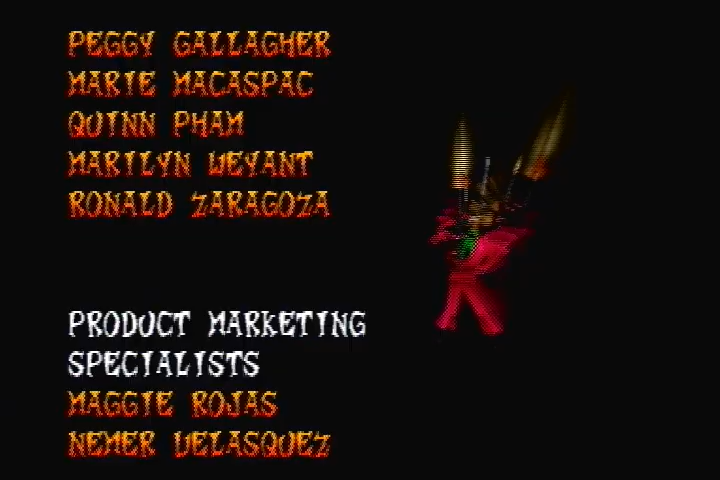 PEGGY GALLAGHER
MARIE MACASPAC
QUINN PHAM
MARILYN WEYANT
RONALD ZARAGOZA
PRODUCT MARKETING
SPECIALISTS
MAGGIE ROJAS
NEMER VELASQUEZ